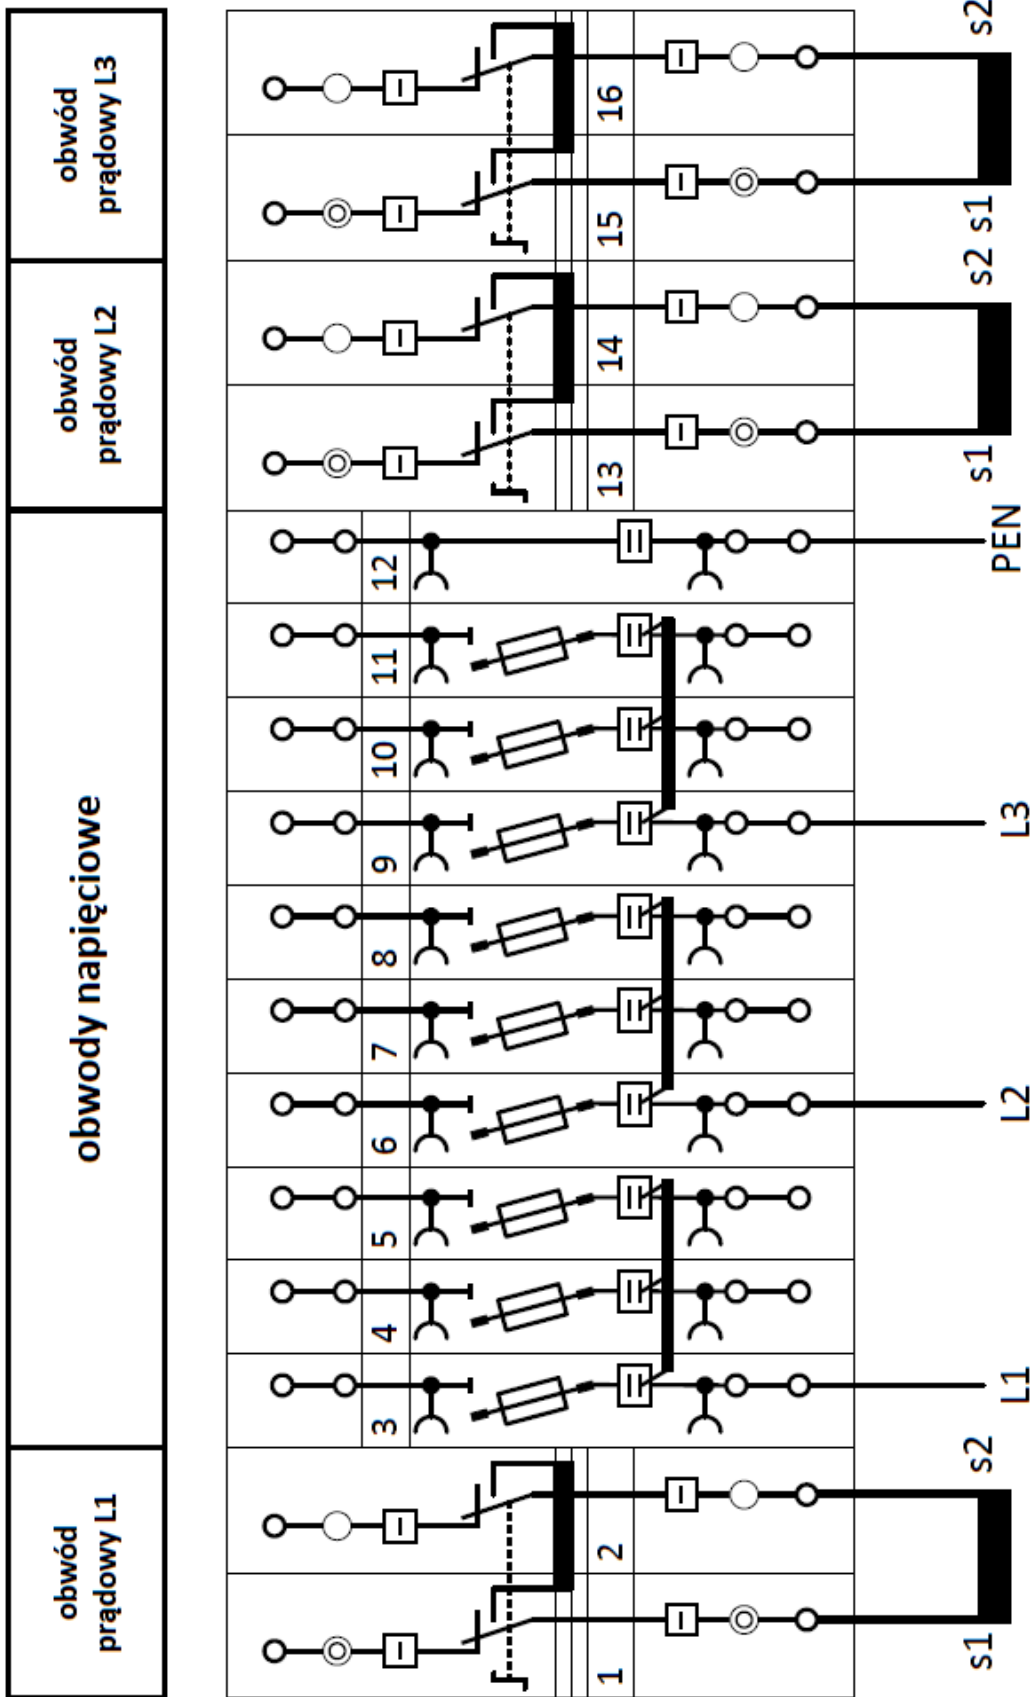 obwód
prądowy L1
obwody napięciowe
obwód
prądowy L2
obwód
prądowy L3
1
2
3
4
5
6
7
8
9
10
11
12
13
14
15
16
s1
s2
L1
L2
L3
PEN
s1
s2
s1
s2